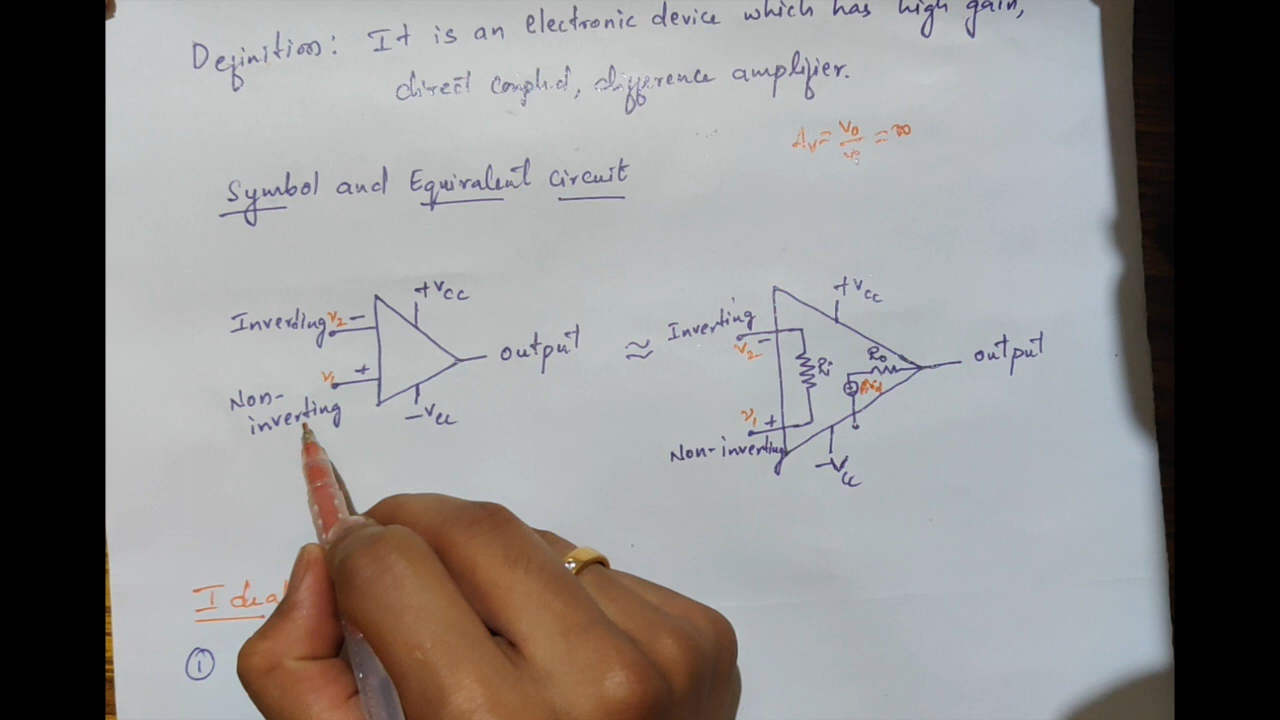 Definition: It is an electronic device which has high gain,
direct coupled, difference amplifier.
Av = Vo/vi = ∞
Symbol and Equivalent circuit
+Vcc
Inverting V2 −
output
V1 +
Non-
inverting
−Vcc
≈
+Vcc
Inverting
V2 −
Ri
Ro
output
V1 +
Non-inverting
−Vcc
Ideal
①